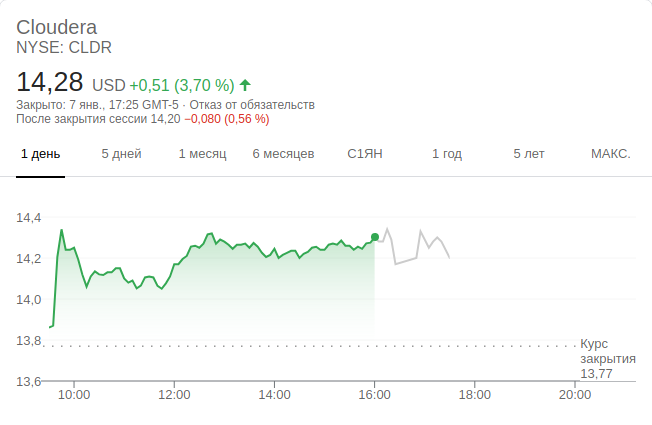 Cloudera
NYSE: CLDR
14,28 USD +0,51 (3,70 %)
Закрыто: 7 янв., 17:25 GMT-5 · Отказ от обязательств
После закрытия сессии 14,20 −0,080 (0,56 %)
1 день 5 дней 1 месяц 6 месяцев С1ЯН 1 год 5 лет МАКС.
14,4
14,2
14,0
13,8
Курс
закрытия
13,77
13,6
10:00 12:00 14:00 16:00 18:00 20:00